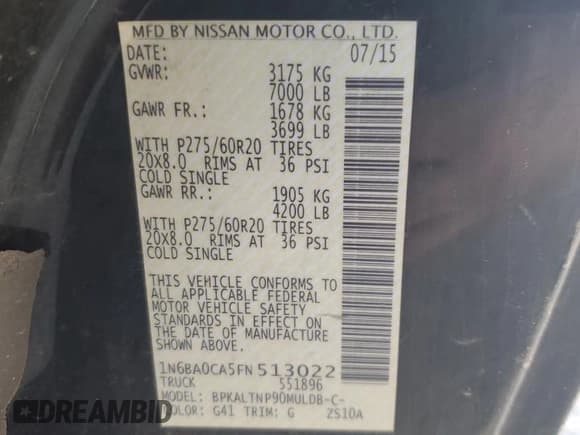 MFD BY NISSAN MOTOR CO., LTD.
DATE: 07/15
GVWR: 3175 KG
7000 LB
GAWR FR.: 1678 KG
3699 LB
WITH P275/60R20 TIRES
20X8.0 RIMS AT 36 PSI
COLD SINGLE
GAWR RR.: 1905 KG
4200 LB
WITH P275/60R20 TIRES
20X8.0 RIMS AT 36 PSI
COLD SINGLE
THIS VEHICLE CONFORMS TO
ALL APPLICABLE FEDERAL
MOTOR VEHICLE SAFETY
STANDARDS IN EFFECT ON
THE DATE OF MANUFACTURE
SHOWN ABOVE.
1N6BA0CA5FN513022
TRUCK 551896
MODEL: BPKALTNP90MULDB-C-
COLOR: G41 TRIM: G ZS10A
AUTOBIDCAR